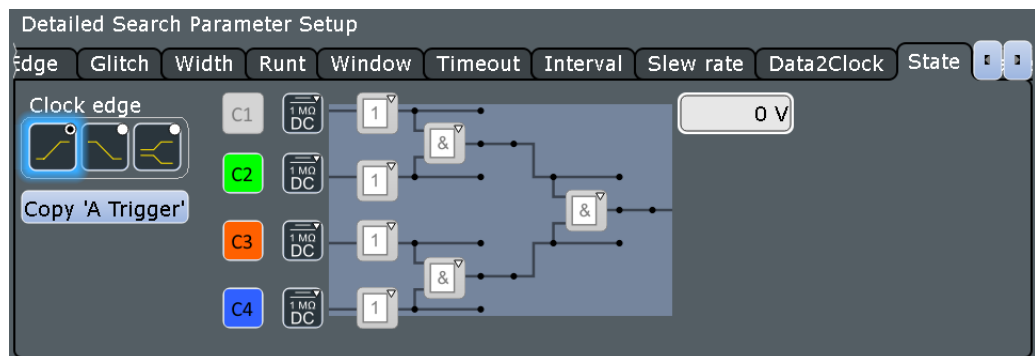 Detailed Search Parameter Setup
Edge Glitch Width Runt Window Timeout Interval Slew rate Data2Clock State
Clock edge
C1 1 MΩ DC 1 0 V
&
C2 1 MΩ DC 1
Copy 'A Trigger' &
C3 1 MΩ DC 1
&
C4 1 MΩ DC 1